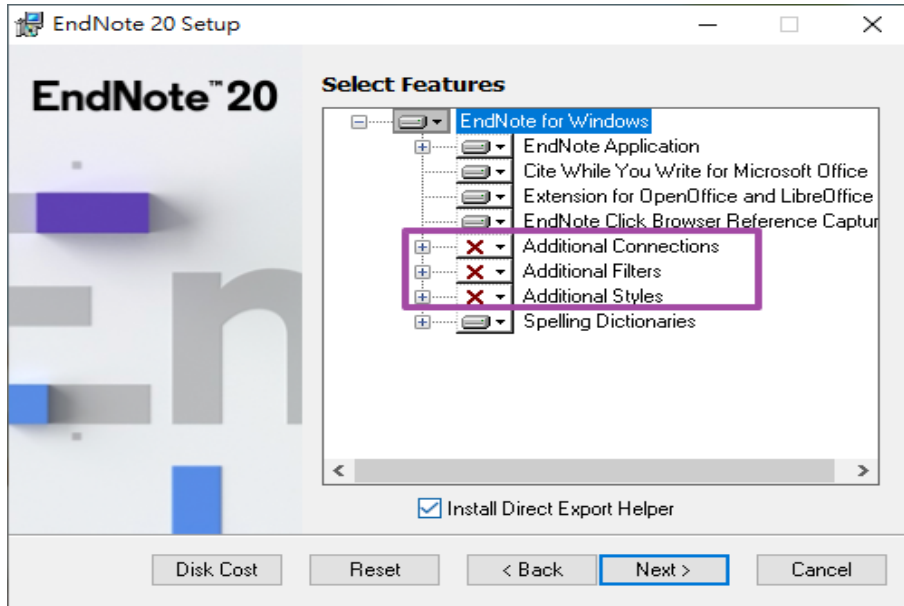 EndNote 20 Setup
EndNote™20
Select Features
EndNote for Windows
EndNote Application
Cite While You Write for Microsoft Office
Extension for OpenOffice and LibreOffice
EndNote Click Browser Reference Captur
Additional Connections
Additional Filters
Additional Styles
Spelling Dictionaries
Install Direct Export Helper
Disk Cost Reset < Back Next > Cancel